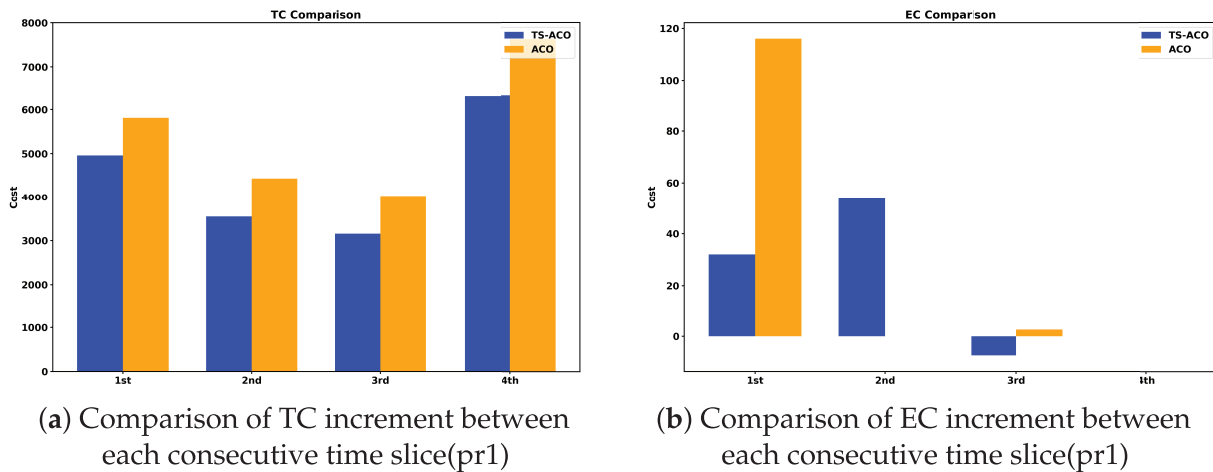 TC Comparison
8000
7000
6000
5000
4000
3000
2000
1000
0
Cost
TS-ACO
ACO
1st
2nd
3rd
4th
(a) Comparison of TC increment between
each consecutive time slice(pr1)
EC Comparison
120
100
80
60
40
20
0
Cost
TS-ACO
ACO
1st
2nd
3rd
4th
(b) Comparison of EC increment between
each consecutive time slice(pr1)